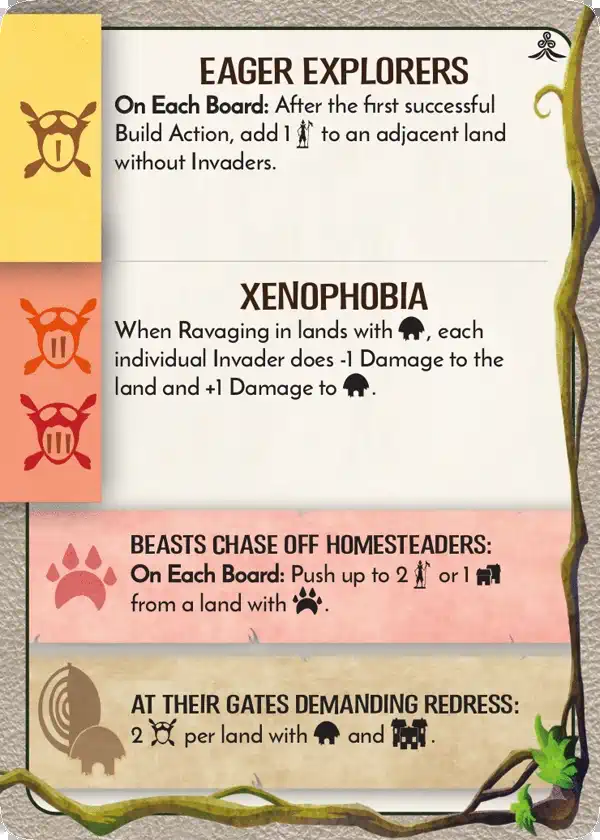 EAGER EXPLORERS
On Each Board: After the first successful
Build Action, add 1 to an adjacent land
without Invaders.
I
XENOPHOBIA
When Ravaging in lands with , each
individual Invader does -1 Damage to the
land and +1 Damage to .
II
III
BEASTS CHASE OFF HOMESTEADERS:
On Each Board: Push up to 2 or 1
from a land with .
AT THEIR GATES DEMANDING REDRESS:
2 per land with and .